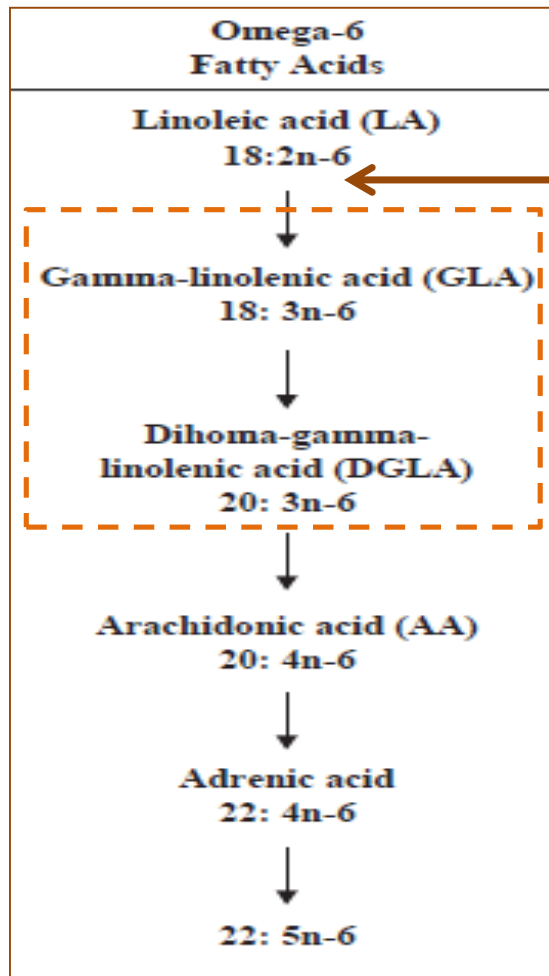 Omega-6
Fatty Acids
Linoleic acid (LA)
18:2n-6
Gamma-linolenic acid (GLA)
18: 3n-6
Dihoma-gamma-
linolenic acid (DGLA)
20: 3n-6
Arachidonic acid (AA)
20: 4n-6
Adrenic acid
22: 4n-6
22: 5n-6